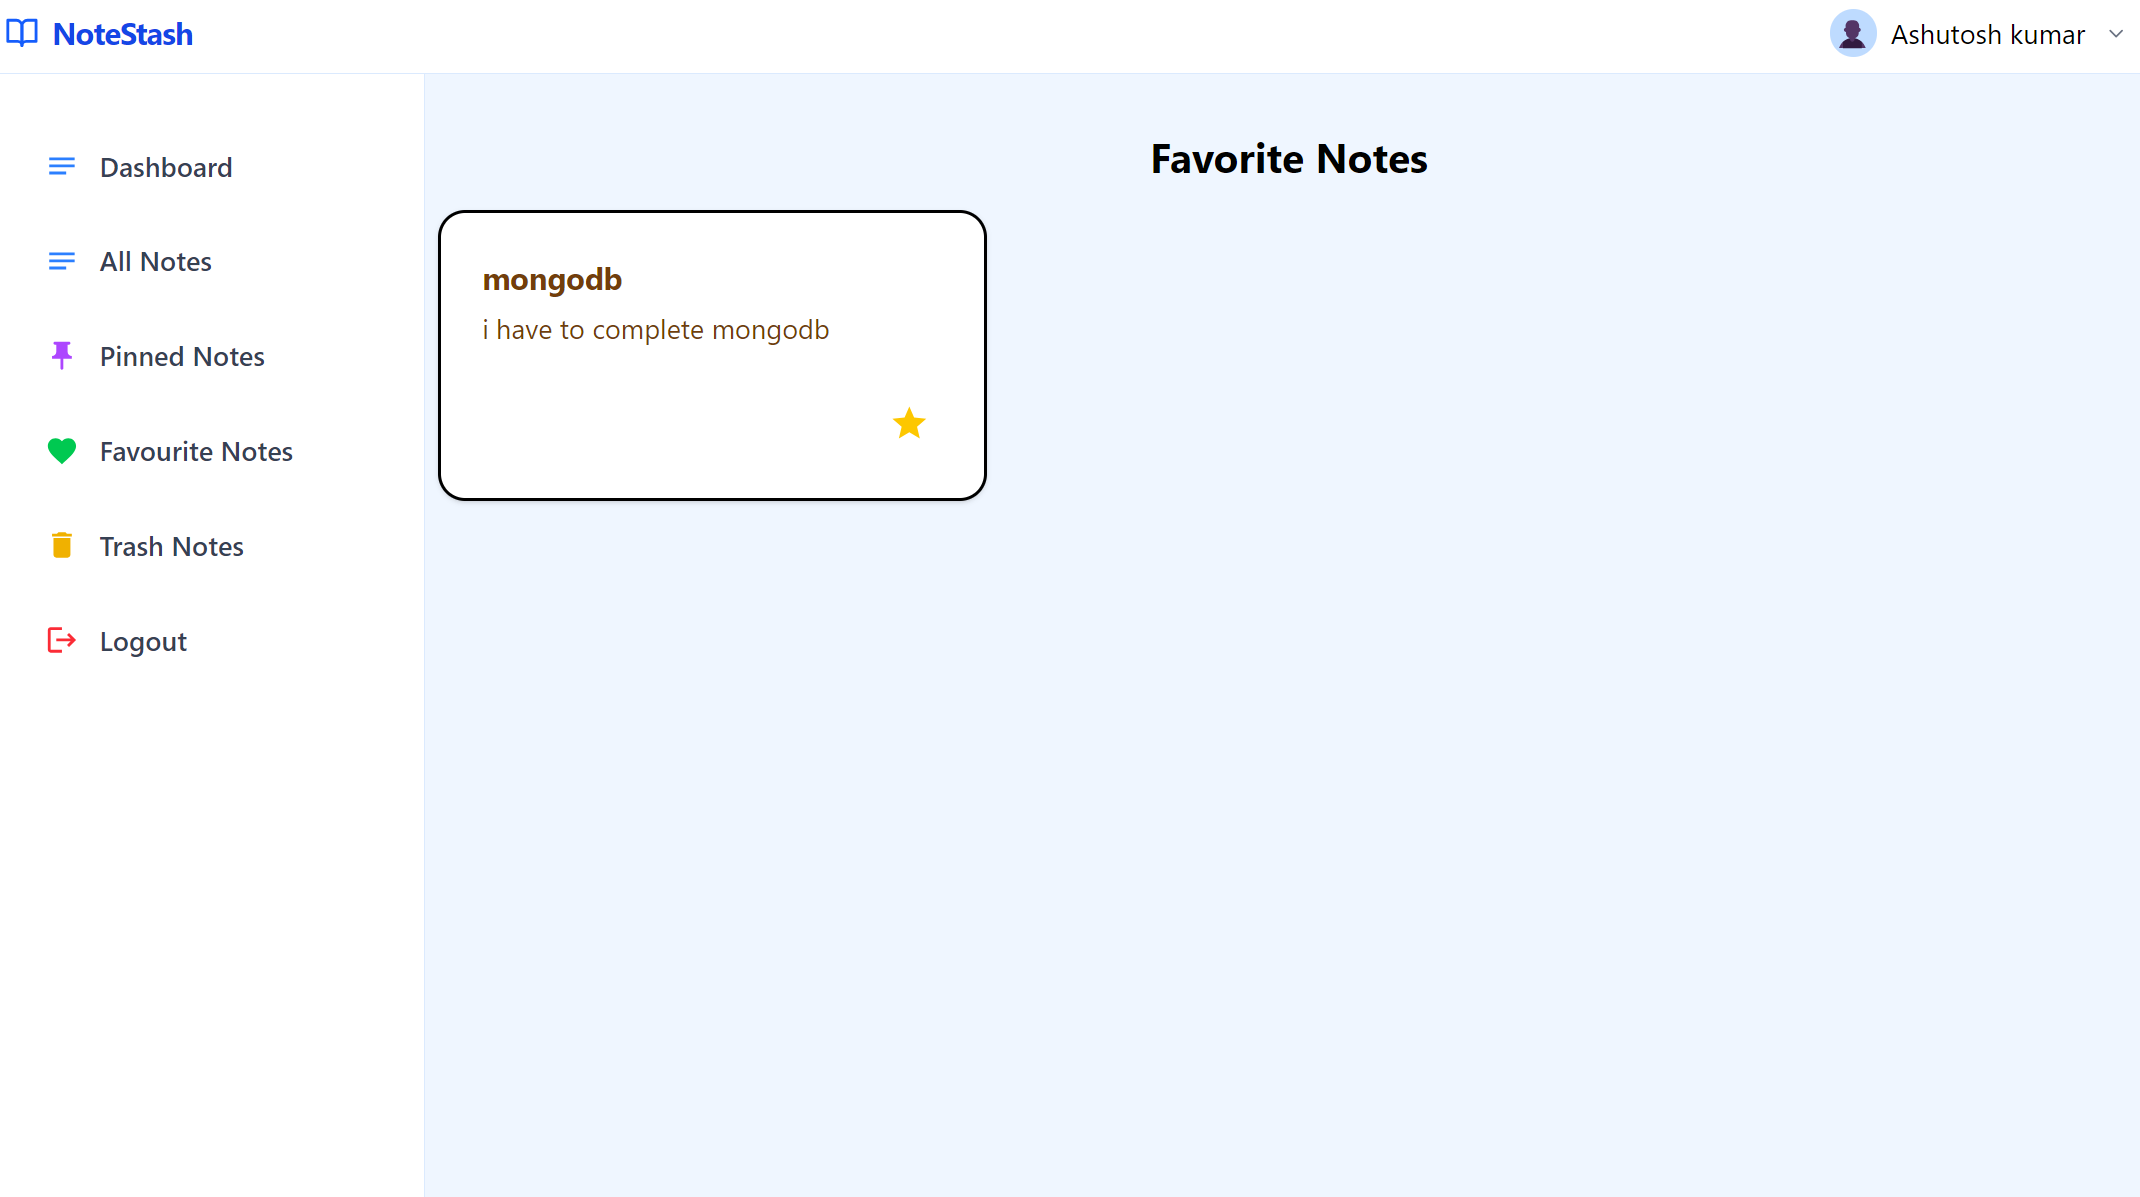 NoteStash
Ashutosh kumar
Dashboard
All Notes
Pinned Notes
Favourite Notes
Trash Notes
Logout
Favorite Notes
mongodb
i have to complete mongodb